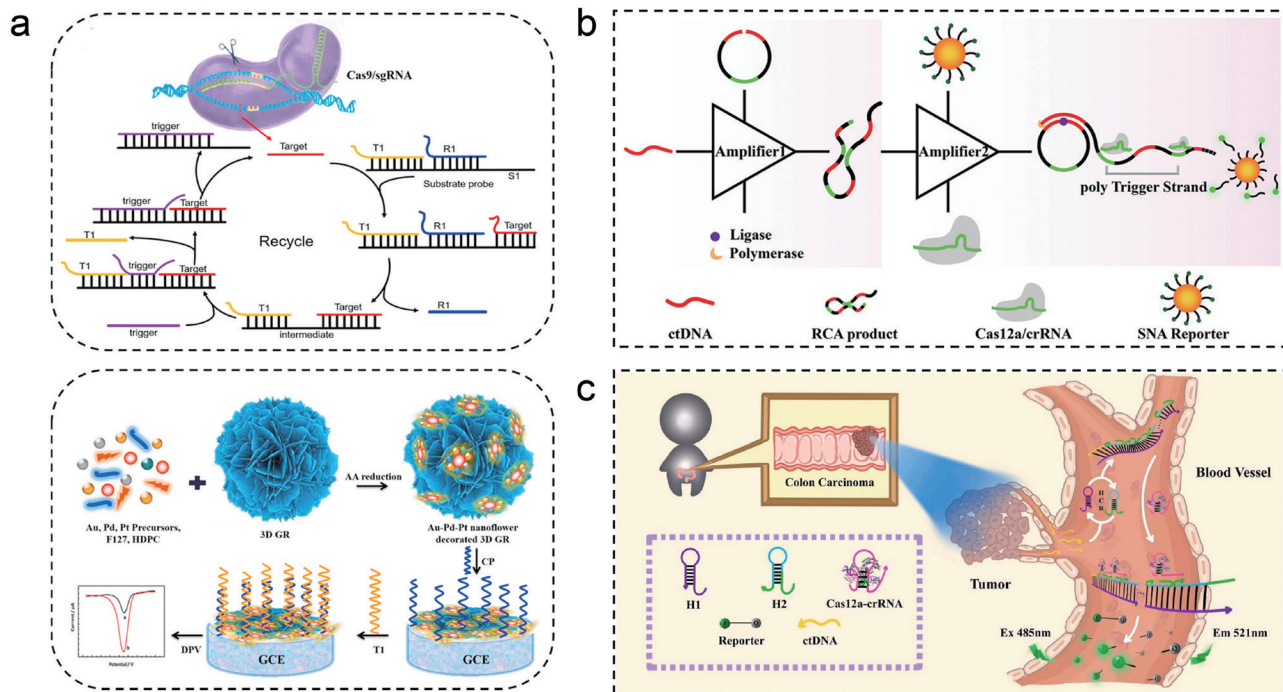 a
Cas9/sgRNA
trigger
Target
T1
R1
S1
Substrate probe
trigger
Target
T1
R1
Target
T1
Recycle
T1
trigger
Target
T1
Target
R1
trigger
intermediate
Au, Pd, Pt Precursors,
F127, HDPC
3D GR
AA reduction
Au-Pd-Pt nanoflower
decorated 3D GR
CP
Current / μA
a
b
Potential / V
DPV
GCE
T1
GCE
b
Amplifier1
Amplifier2
poly Trigger Strand
Ligase
Polymerase
ctDNA
RCA product
Cas12a/crRNA
SNA Reporter
c
Colon Carcinoma
Blood Vessel
H
C
R
Tumor
H1
H2
Cas12a-crRNA
Reporter
ctDNA
Ex 485nm
Em 521nm